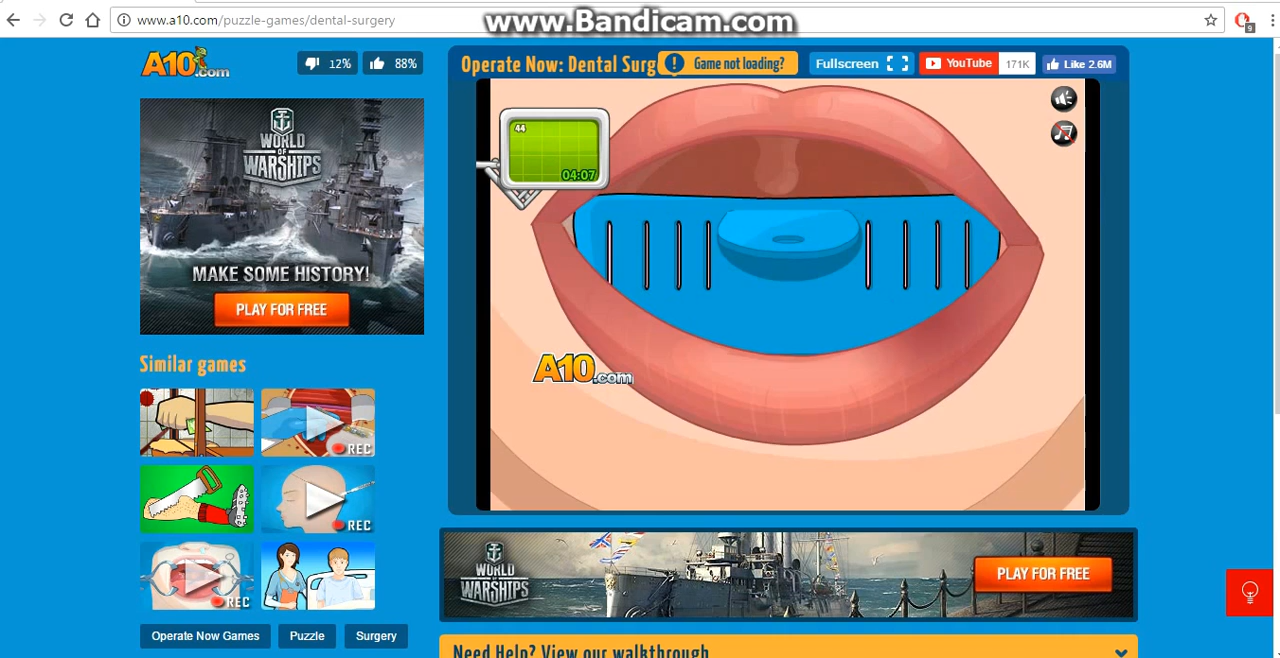 www.Bandicam.com
www.a10.com/puzzle-games/dental-surgery
9
A10.com
12%
88%
Operate Now: Dental Surg
! Game not loading?
Fullscreen
YouTube 171K
Like 2.6M
WORLD
OF
WARSHIPS
MAKE SOME HISTORY!
PLAY FOR FREE
44
04:07
A10.com
Similar games
REC
REC
REC
WORLD
OF
WARSHIPS
PLAY FOR FREE
Operate Now Games
Puzzle
Surgery
Need Help? View our walkthrough